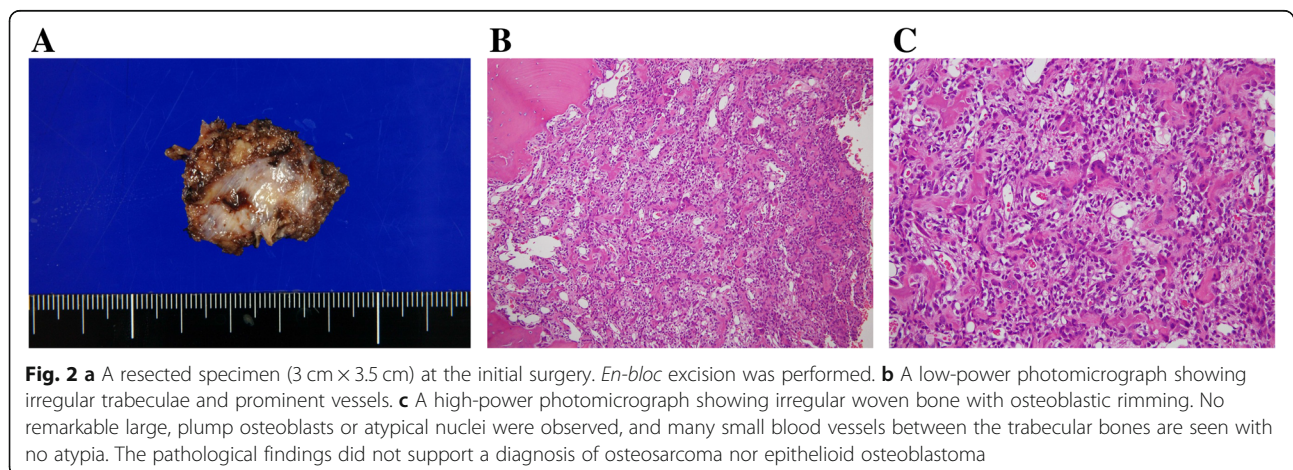 A B C
Fig. 2 a A resected specimen (3 cm × 3.5 cm) at the initial surgery. En-bloc excision was performed. b A low-power photomicrograph showing
irregular trabeculae and prominent vessels. c A high-power photomicrograph showing irregular woven bone with osteoblastic rimming. No
remarkable large, plump osteoblasts or atypical nuclei were observed, and many small blood vessels between the trabecular bones are seen with
no atypia. The pathological findings did not support a diagnosis of osteosarcoma nor epithelioid osteoblastoma